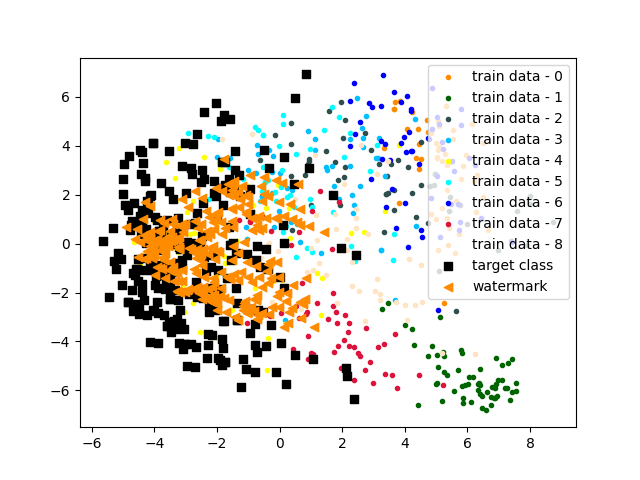 6
4
2
0
−2
−4
−6
−6
−4
−2
0
2
4
6
8
train data - 0
train data - 1
train data - 2
train data - 3
train data - 4
train data - 5
train data - 6
train data - 7
train data - 8
target class
watermark